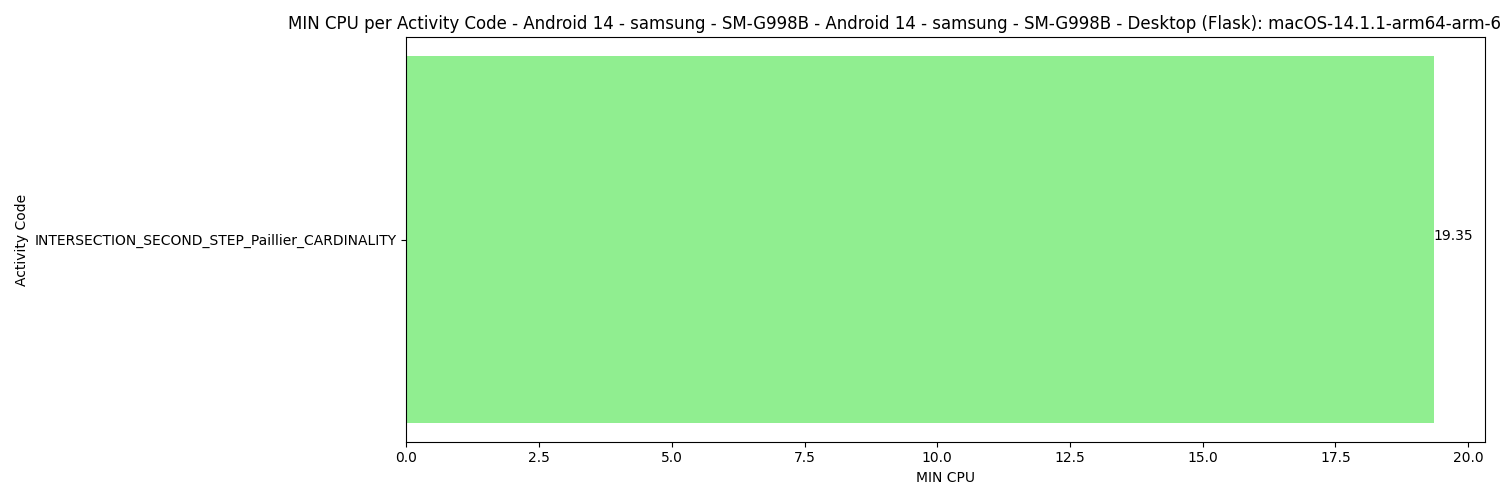 MIN CPU per Activity Code - Android 14 - samsung - SM-G998B - Android 14 - samsung - SM-G998B - Desktop (Flask): macOS-14.1.1-arm64-arm-6
Activity Code
INTERSECTION_SECOND_STEP_Paillier_CARDINALITY
19.35
0.0 2.5 5.0 7.5 10.0 12.5 15.0 17.5 20.0
MIN CPU